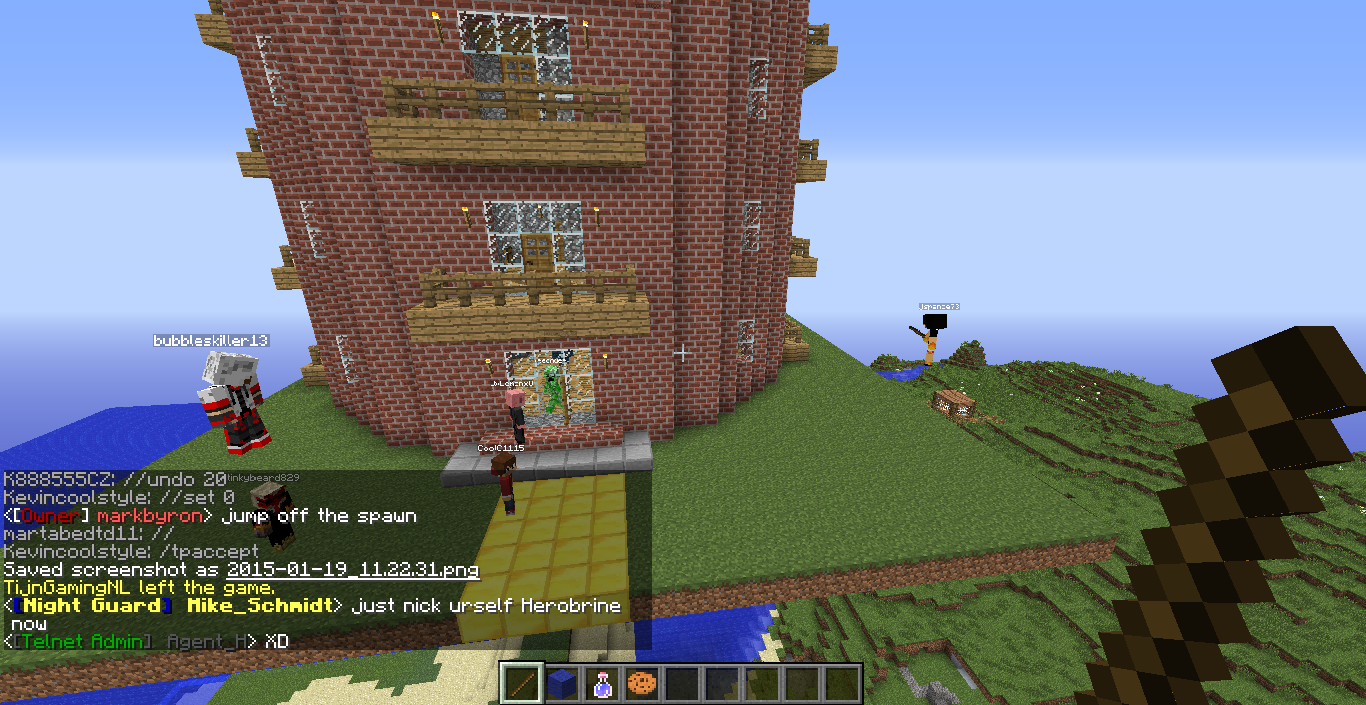 bubbleskiller13
CoolC1115
K888555CZ: //undo 20
linkybeard829
Kevincoolstyle: //set 0
<[Owner] markbyron> jump off the spawn
martabedtd11: //
Kevincoolstyle: /tpaccept
Saved screenshot as 2015-01-19_11.22.31.png
TijnGamingNL left the game.
<[Night Guard] Mike_Schmidt> just nick urself Herobrine
now
<[Telnet Admin] Agent_H> XD